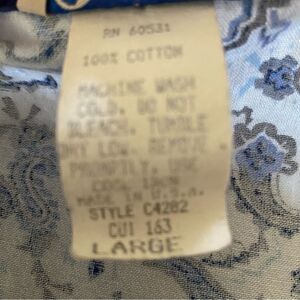 RN 60531
100% COTTON
MACHINE WASH
COLD. DO NOT
BLEACH. TUMBLE
DRY LOW. REMOVE
PROMPTLY. USE
COOL IRON
MADE IN U.S.A.
STYLE C4282
CUT 163
LARGE